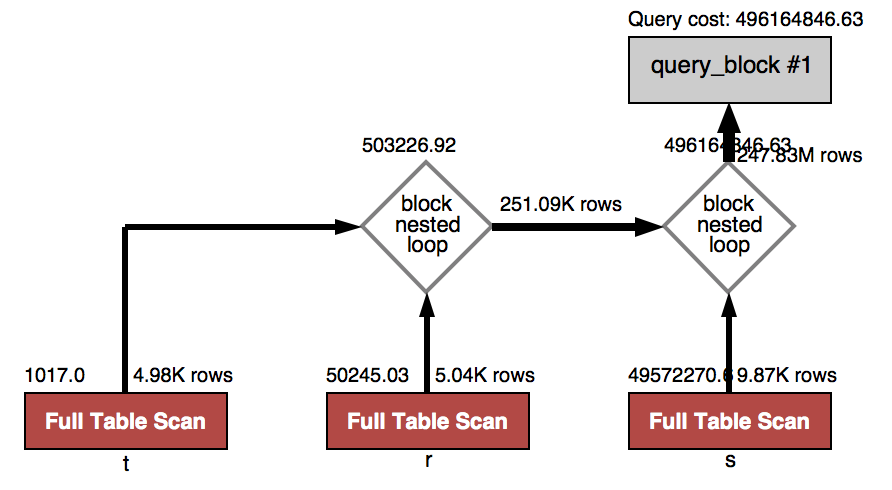 Query cost: 496164846.63
query_block #1
503226.92
496164846.63
247.83M rows
block
nested
loop
251.09K rows
block
nested
loop
1017.0
4.98K rows
50245.03
5.04K rows
49572270.6
9.87K rows
Full Table Scan
Full Table Scan
Full Table Scan
t
r
s